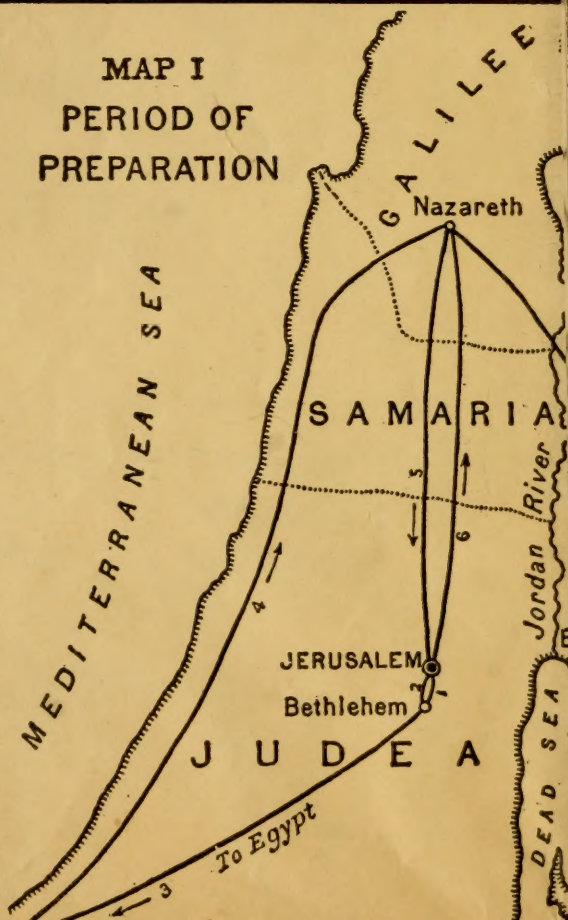 MAP I
PERIOD OF
PREPARATION
GALILEE
Nazareth
MEDITERRANEAN SEA
SAMARIA
5
6
Jordan River
4
E
JERUSALEM
2
1
Bethlehem
JUDEA
DEAD SEA
To Egypt
3